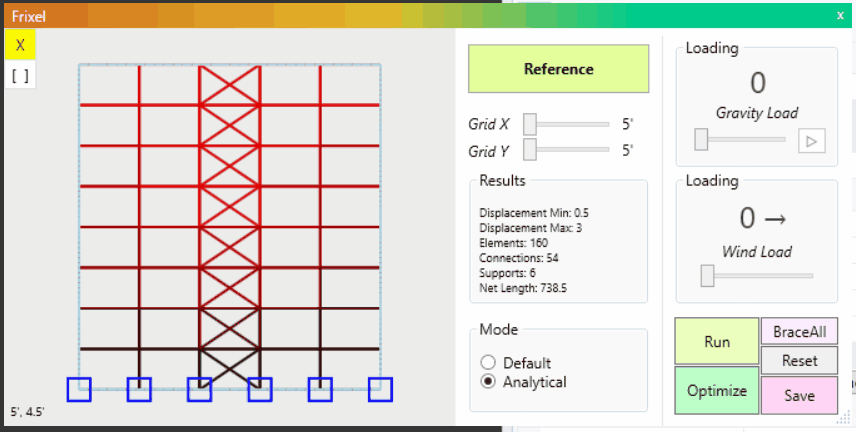 Frixel
x
X
[ ]
Reference
Grid X
5'
Grid Y
5'
Results
Displacement Min: 0.5
Displacement Max: 3
Elements: 160
Connections: 54
Supports: 6
Net Length: 738.5
Mode
Default
Analytical
Loading
0
Gravity Load
Loading
0 →
Wind Load
Run
BraceAll
Reset
Optimize
Save
5', 4.5'